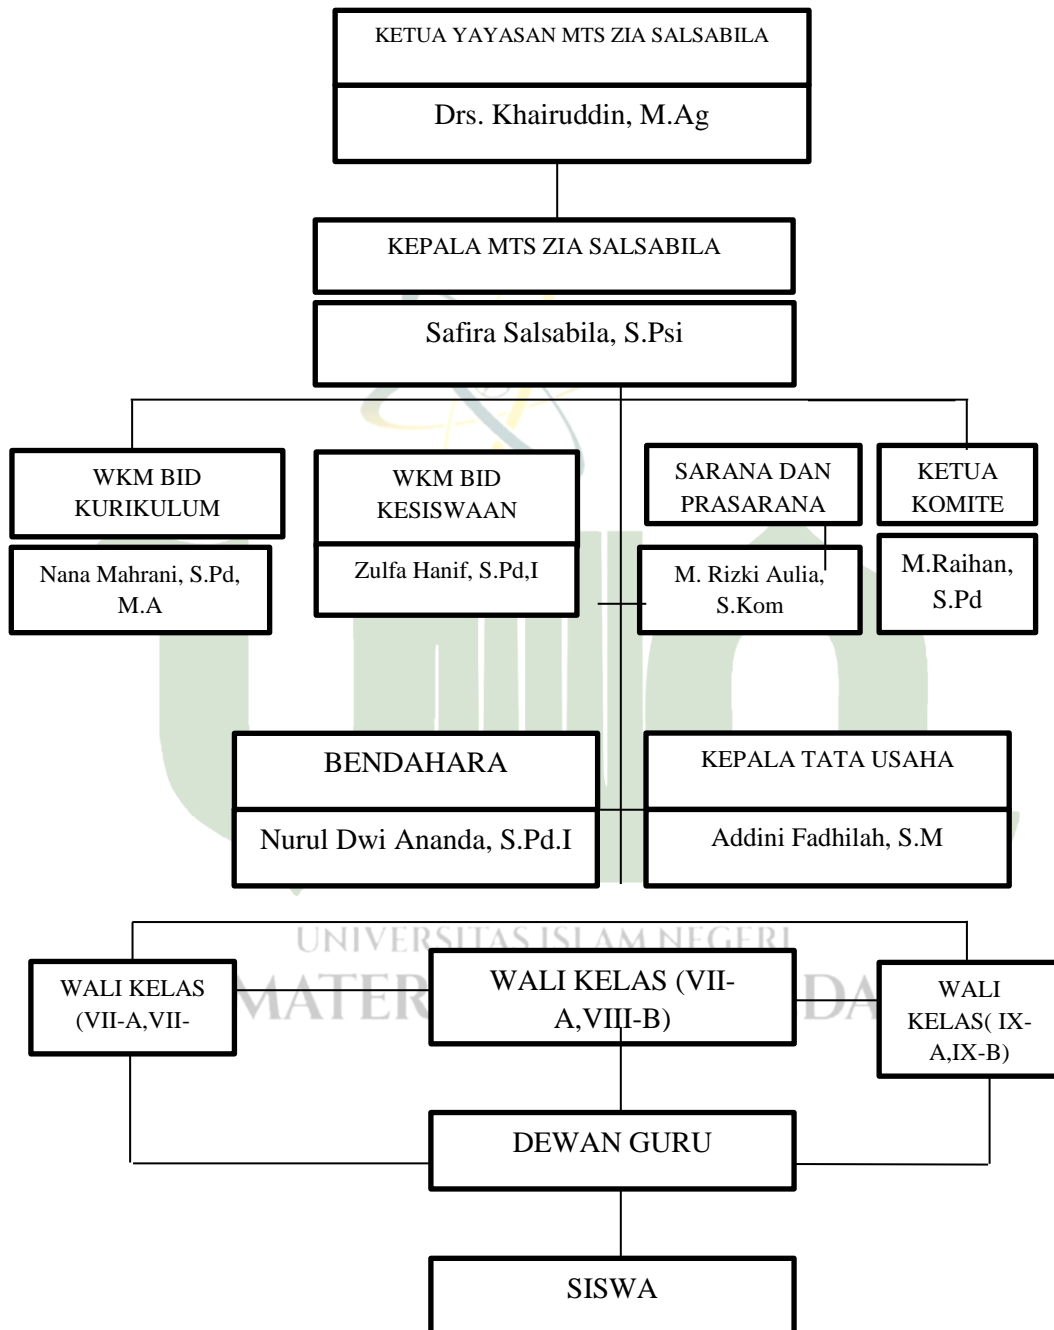 KETUA YAYASAN MTS ZIA SALSABILA
Drs. Khairuddin, M.Ag
KEPALA MTS ZIA SALSABILA
Safira Salsabila, S.Psi
WKM BID
KURIKULUM
Nana Mahrani, S.Pd,
M.A
WKM BID
KESISWAAN
Zulfa Hanif, S.Pd,I
SARANA DAN
PRASARANA
M. Rizki Aulia,
S.Kom
KETUA
KOMITE
M.Raihan,
S.Pd
BENDAHARA
Nurul Dwi Ananda, S.Pd.I
KEPALA TATA USAHA
Addini Fadhilah, S.M
UNIVERSITAS ISLAM NEGERI
WALI KELAS
(VII-A,VII-
WALI KELAS (VII-
A,VIII-B)
WALI
KELAS( IX-
A,IX-B)
DEWAN GURU
SISWA